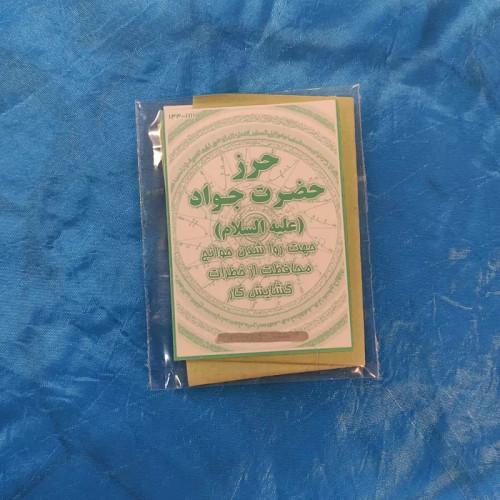 حرز
حضرت جواد
(علیه السلام)
جهت روا شدن حوائج
محافظت از خطرات
گشایش کار